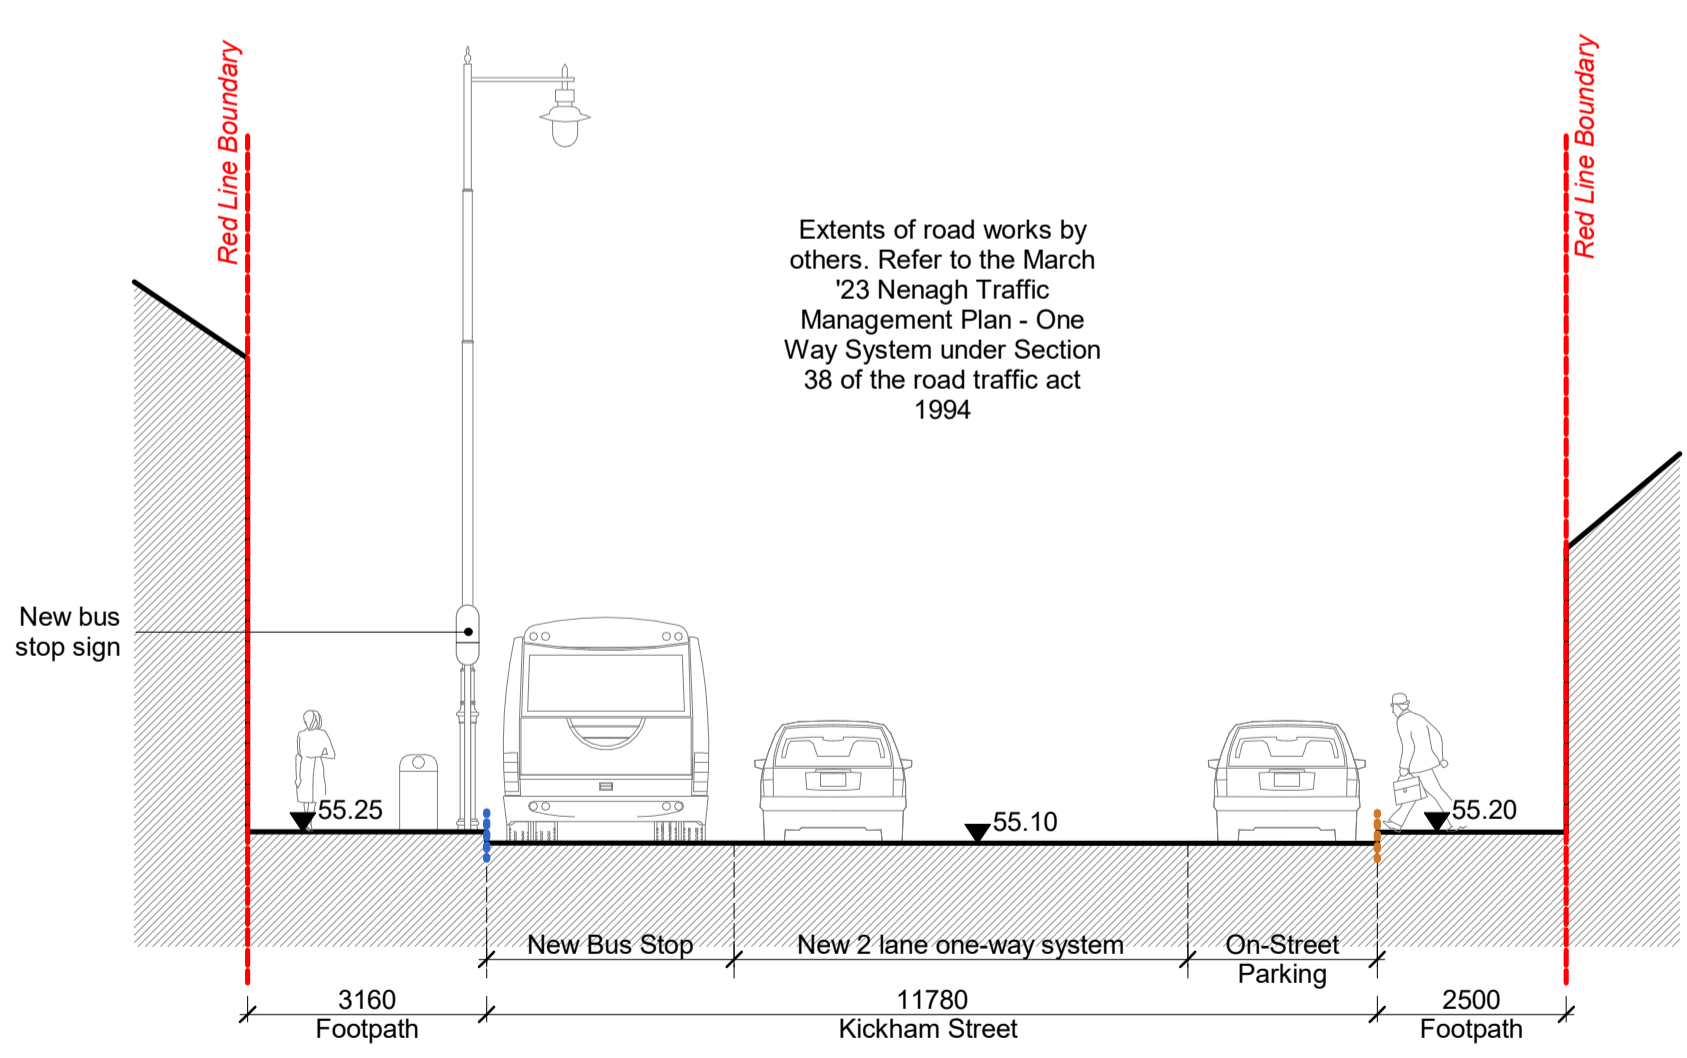 Red Line Boundary
Red Line Boundary
Extents of road works by
others. Refer to the March
'23 Nenagh Traffic
Management Plan - One
Way System under Section
38 of the road traffic act
1994
New bus
stop sign
55.25
55.10
55.20
New Bus Stop
New 2 lane one-way system
On-Street
Parking
3160
Footpath
11780
Kickham Street
2500
Footpath